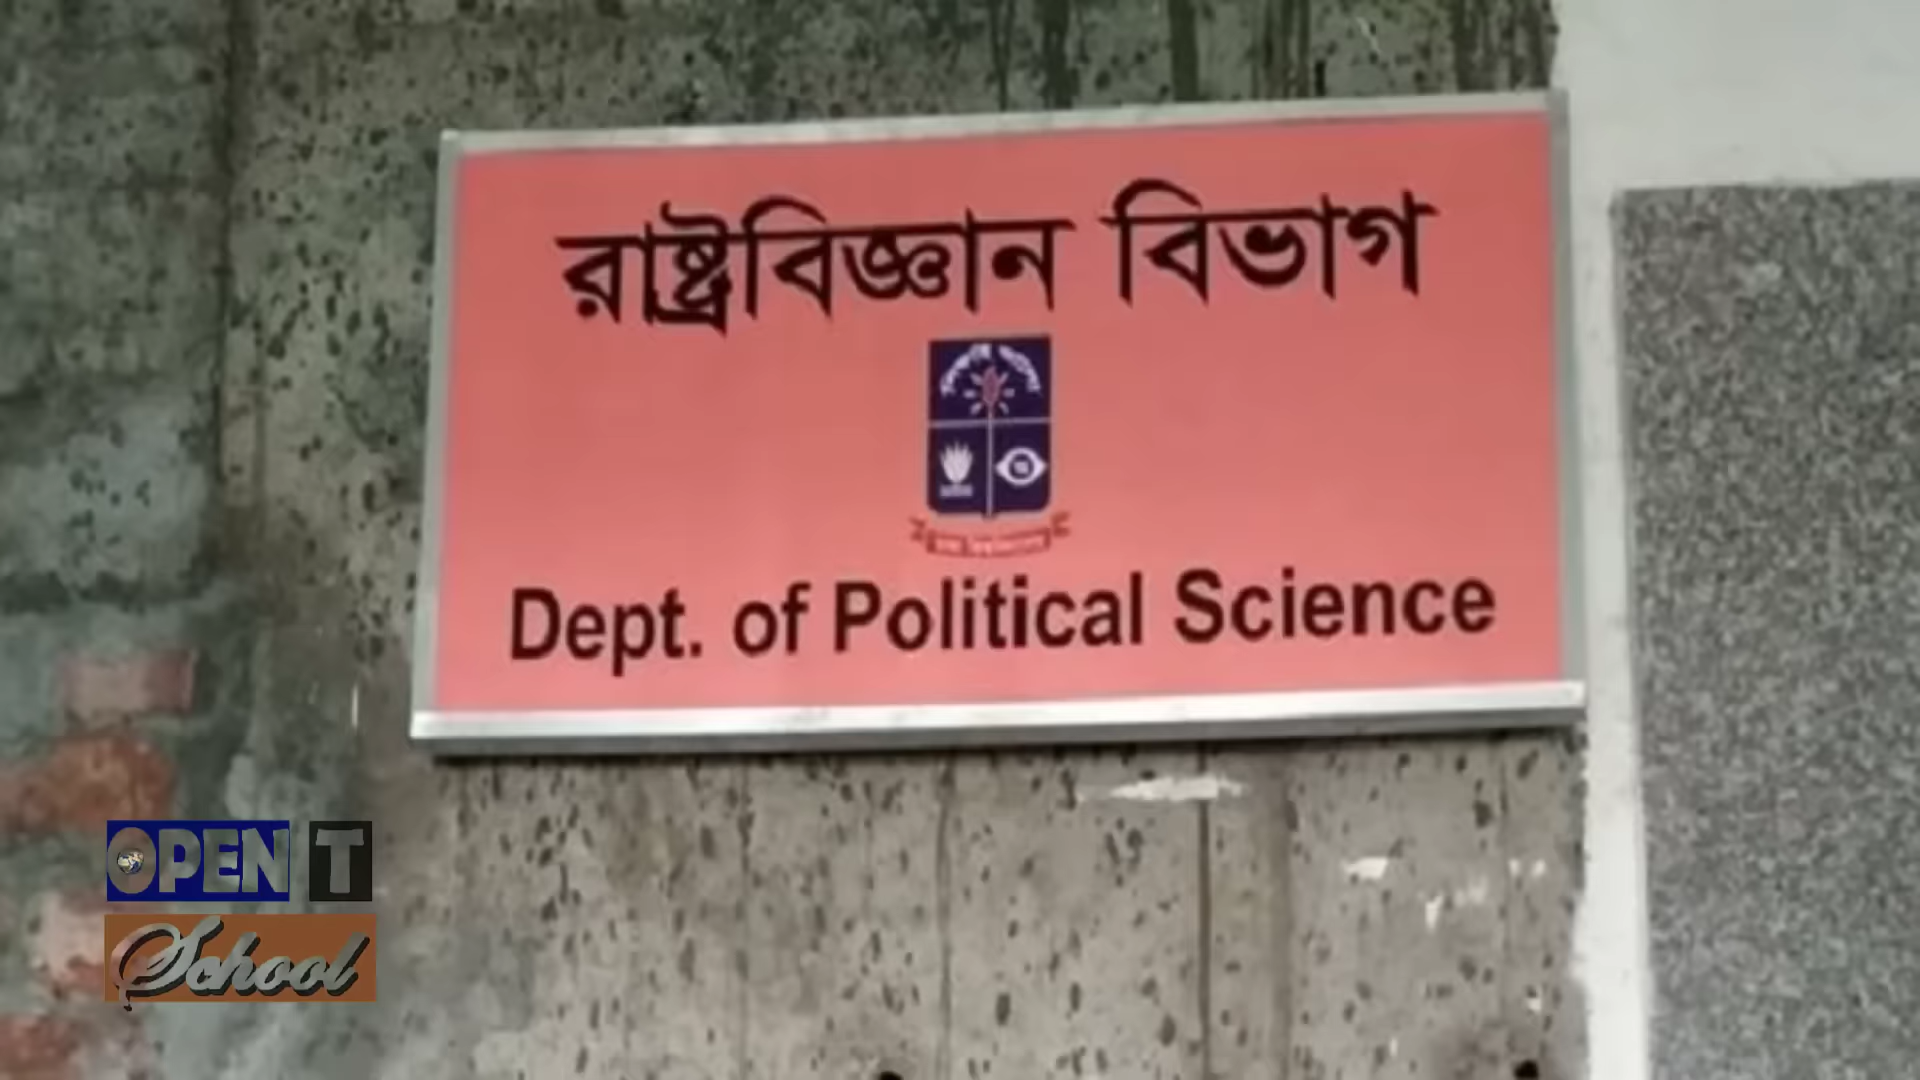 রাষ্ট্রবিজ্ঞান বিভাগ
Dept. of Political Science
OPEN T
School